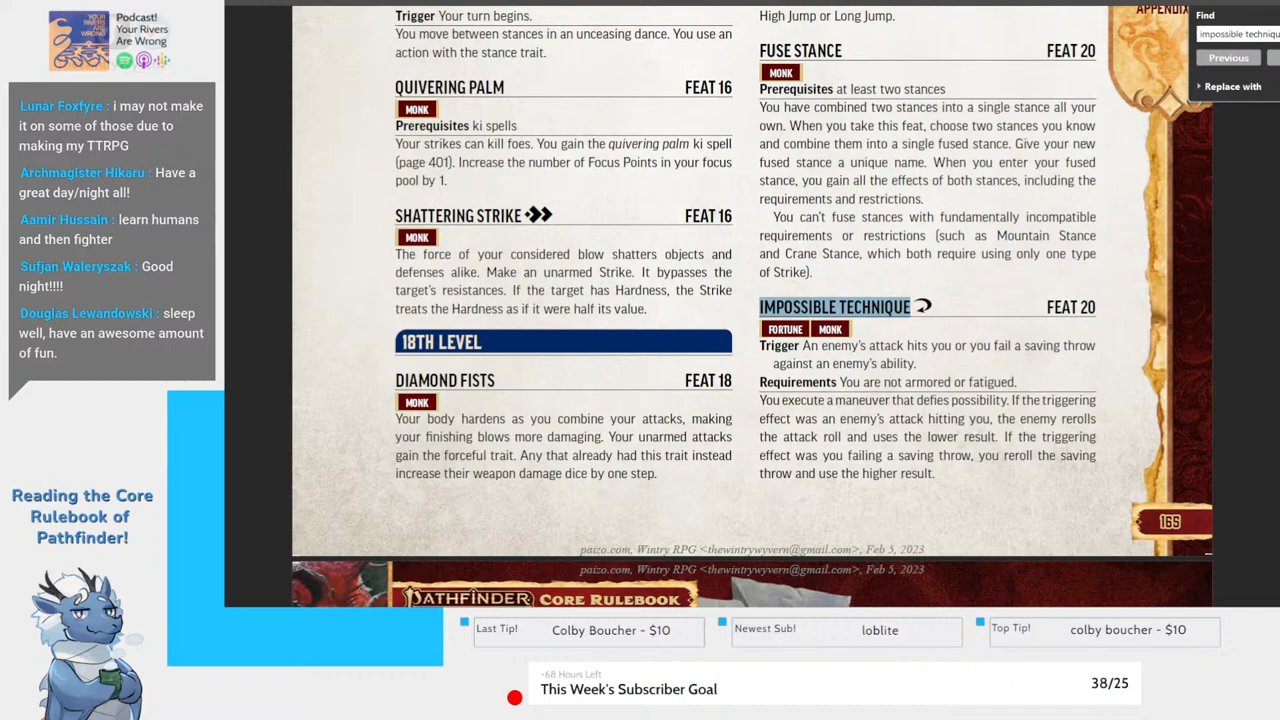 YOUR
RIVERS
ARE
WRONG
Podcast!
Your Rivers
Are Wrong
Lunar Foxfyre : i may not make
it on some of those due to
making my TTRPG
Archmagister Hikaru : Have a
great day/night all!
Aamir Hussain : learn humans
and then fighter
Sufjan Waleryszak : Good
night!!!!
Douglas Lewandowski : sleep
well, have an awesome amount
of fun.
Reading the Core
Rulebook of
Pathfinder!
Trigger Your turn begins.
You move between stances in an unceasing dance. You use an
action with the stance trait.
QUIVERING PALM FEAT 16
MONK
Prerequisites ki spells
Your strikes can kill foes. You gain the quivering palm ki spell
(page 401). Increase the number of Focus Points in your focus
pool by 1.
SHATTERING STRIKE FEAT 16
MONK
The force of your considered blow shatters objects and
defenses alike. Make an unarmed Strike. It bypasses the
target's resistances. If the target has Hardness, the Strike
treats the Hardness as if it were half its value.
18TH LEVEL
DIAMOND FISTS FEAT 18
MONK
Your body hardens as you combine your attacks, making
your finishing blows more damaging. Your unarmed attacks
gain the forceful trait. Any that already had this trait instead
increase their weapon damage dice by one step.
High Jump or Long Jump.
FUSE STANCE FEAT 20
MONK
Prerequisites at least two stances
You have combined two stances into a single stance all your
own. When you take this feat, choose two stances you know
and combine them into a single fused stance. Give your new
fused stance a unique name. When you enter your fused
stance, you gain all the effects of both stances, including the
requirements and restrictions.
You can't fuse stances with fundamentally incompatible
requirements or restrictions (such as Mountain Stance
and Crane Stance, which both require using only one type
of Strike).
IMPOSSIBLE TECHNIQUE FEAT 20
FORTUNE MONK
Trigger An enemy's attack hits you or you fail a saving throw
against an enemy's ability.
Requirements You are not armored or fatigued.
You execute a maneuver that defies possibility. If the triggering
effect was an enemy's attack hitting you, the enemy rerolls
the attack roll and uses the lower result. If the triggering
effect was you failing a saving throw, you reroll the saving
throw and use the higher result.
APPENDIX
165
Find
impossible techniqu
Previous
Replace with
paizo.com, Wintry RPG <thewintrywyvern@gmail.com>, Feb 5, 2023
paizo.com, Wintry RPG <thewintrywyvern@gmail.com>, Feb 5, 2023
PATHFINDER CORE RULEBOOK
Last Tip! Colby Boucher - $10
Newest Sub! loblite
Top Tip! colby boucher - $10
-68 Hours Left
This Week's Subscriber Goal 38/25